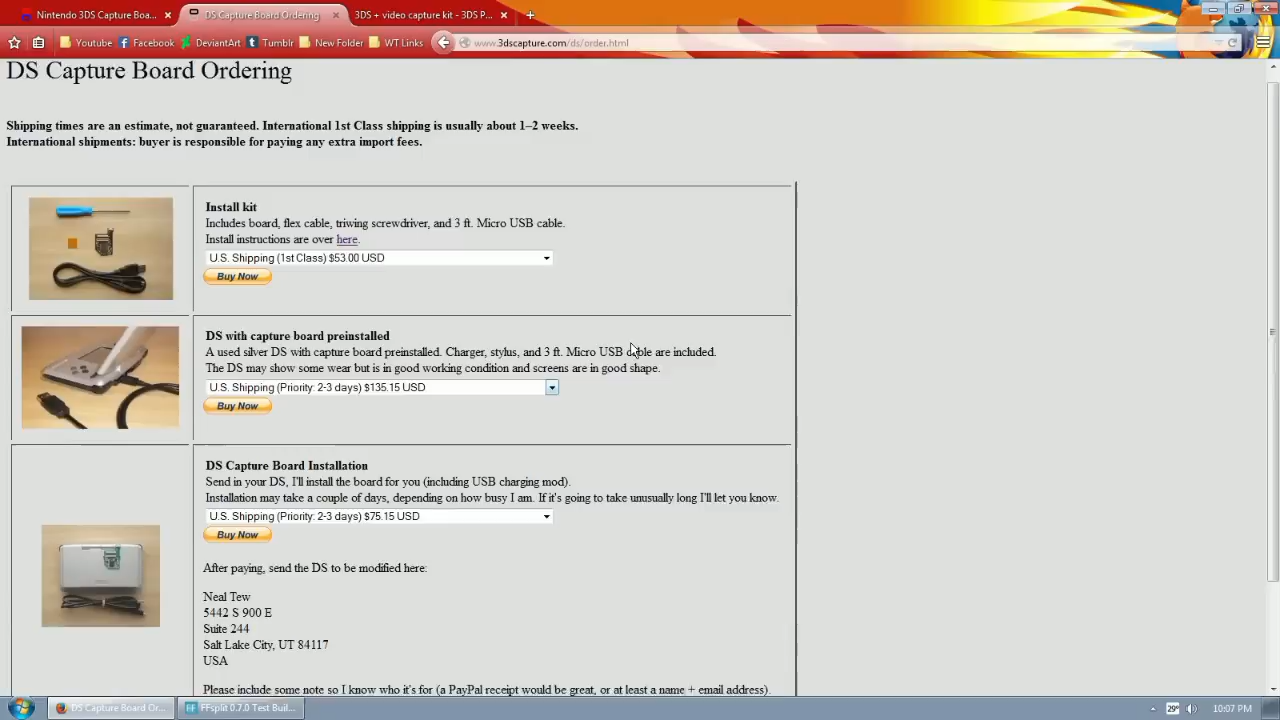 Nintendo 3DS Capture Boa...
DS Capture Board Ordering
3DS + video capture kit - 3DS P...
Youtube
Facebook
DeviantArt
Tumblr
New Folder
WT Links
www.3dscapture.com/ds/order.html
DS Capture Board Ordering
Shipping times are an estimate, not guaranteed. International 1st Class shipping is usually about 1–2 weeks.
International shipments: buyer is responsible for paying any extra import fees.
Install kit
Includes board, flex cable, triwing screwdriver, and 3 ft. Micro USB cable.
Install instructions are over here.
U.S. Shipping (1st Class) $53.00 USD
Buy Now
DS with capture board preinstalled
A used silver DS with capture board preinstalled. Charger, stylus, and 3 ft. Micro USB cable are included.
The DS may show some wear but is in good working condition and screens are in good shape.
U.S. Shipping (Priority: 2-3 days) $135.15 USD
Buy Now
DS Capture Board Installation
Send in your DS, I'll install the board for you (including USB charging mod).
Installation may take a couple of days, depending on how busy I am. If it's going to take unusually long I'll let you know.
U.S. Shipping (Priority: 2-3 days) $75.15 USD
Buy Now
After paying, send the DS to be modified here:
Neal Tew
5442 S 900 E
Suite 244
Salt Lake City, UT 84117
USA
Please include some note so I know who it's for (a PayPal receipt would be great, or at least a name + email address).
DS Capture Board Or...
FFsplit 0.7.0 Test Buil...
29°
10:07 PM